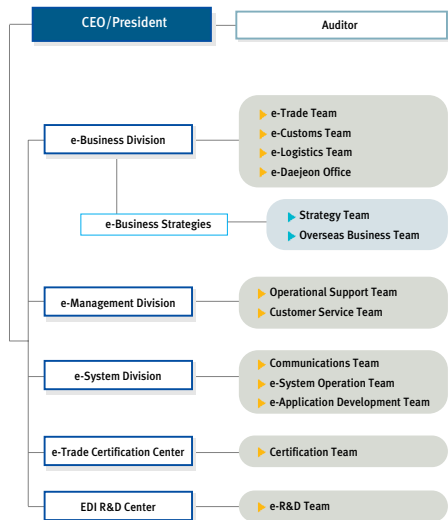 CEO/President
Auditor
e-Business Division
e-Trade Team
e-Customs Team
e-Logistics Team
e-Daejeon Office
e-Business Strategies
Strategy Team
Overseas Business Team
e-Management Division
Operational Support Team
Customer Service Team
e-System Division
Communications Team
e-System Operation Team
e-Application Development Team
e-Trade Certification Center
Certification Team
EDI R&D Center
e-R&D Team